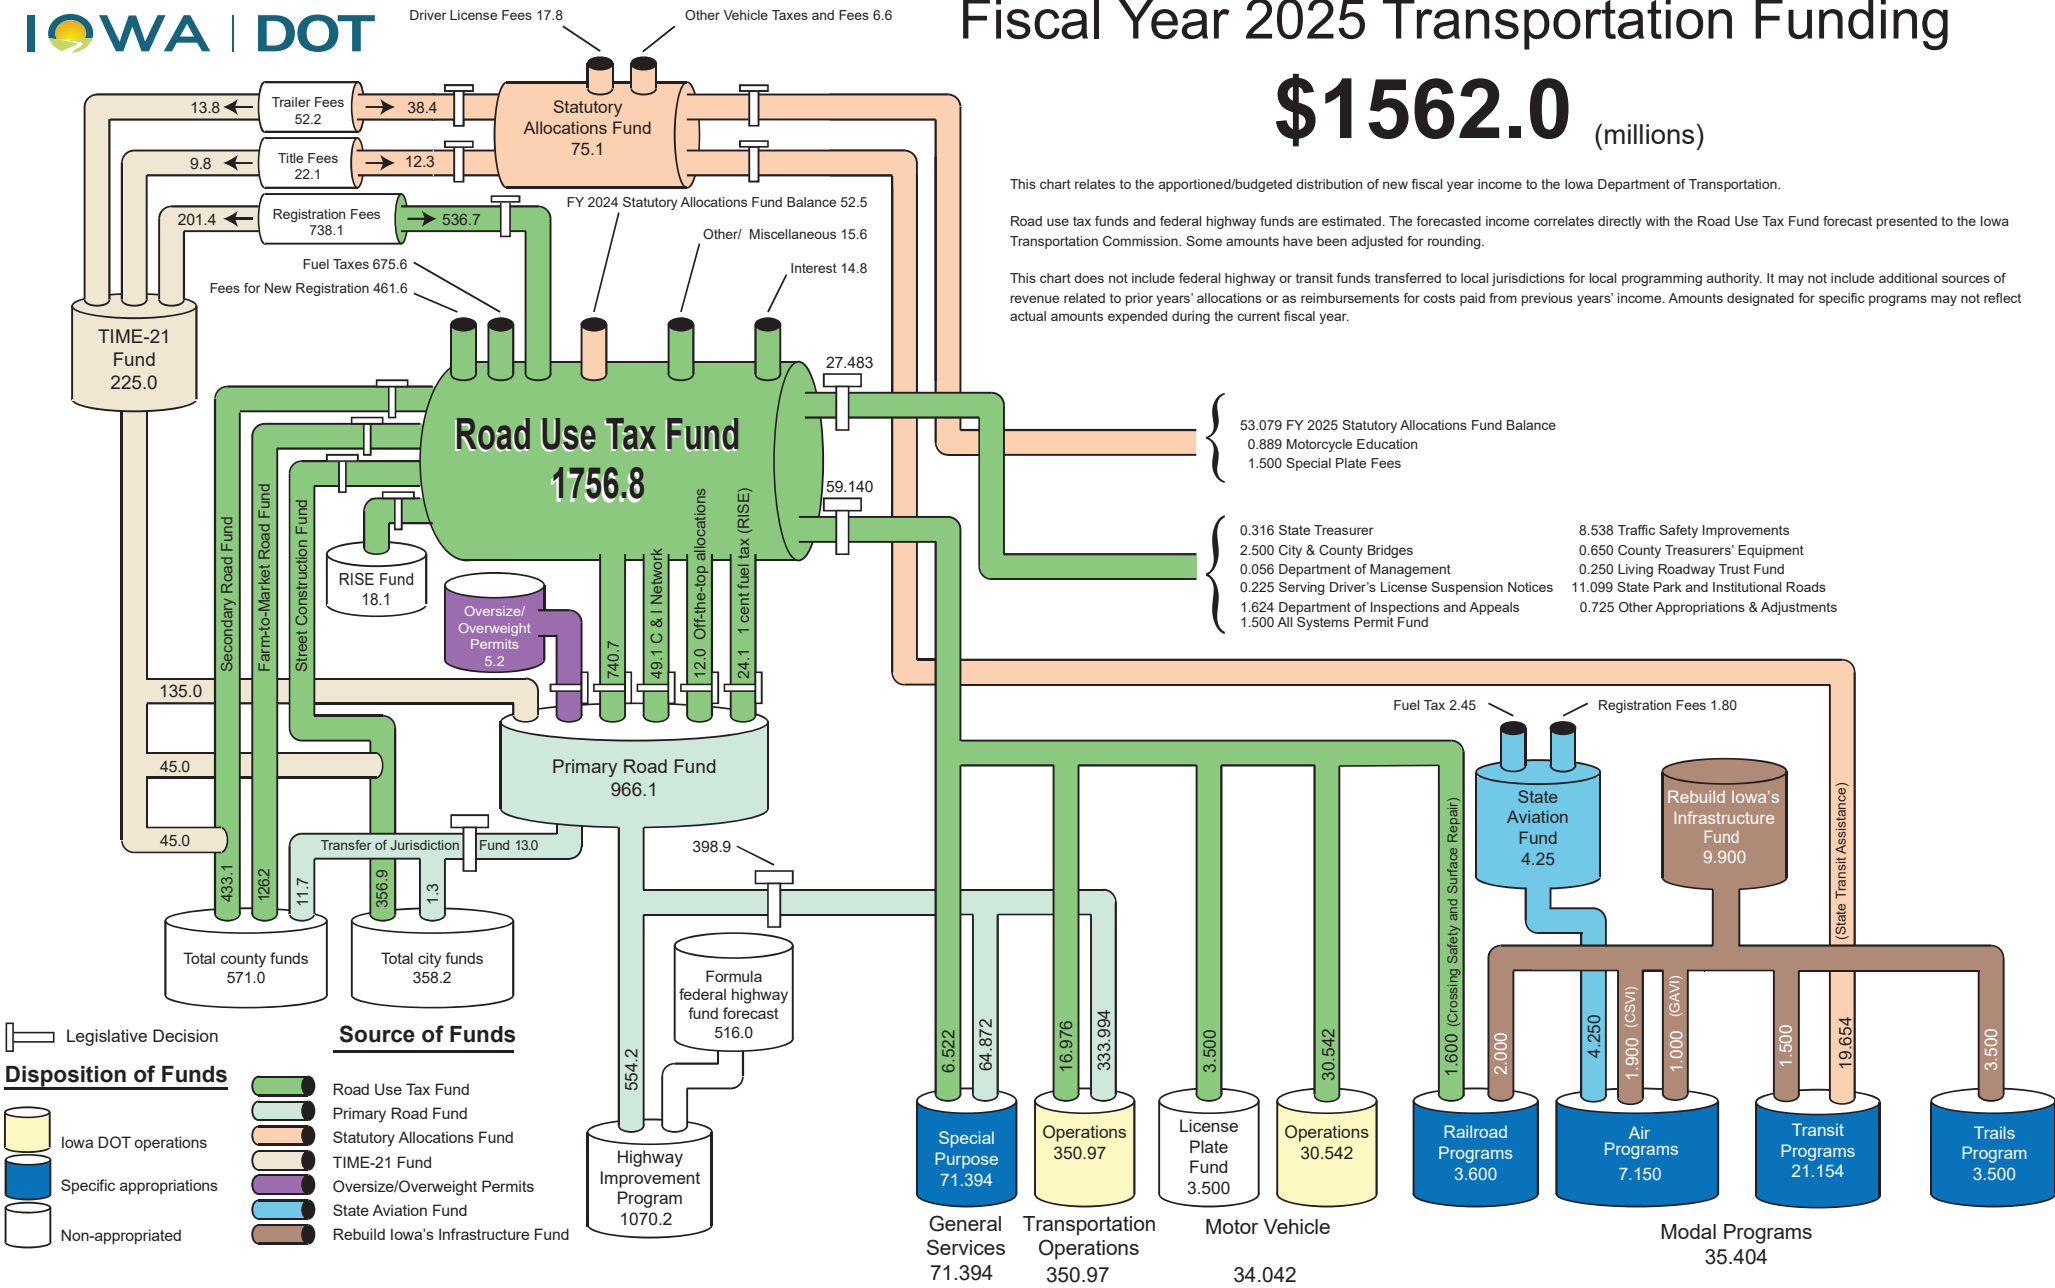 IOWA | DOT
Fiscal Year 2025 Transportation Funding
$1562.0 (millions)
This chart relates to the apportioned/budgeted distribution of new fiscal year income to the Iowa Department of Transportation.
Road use tax funds and federal highway funds are estimated. The forecasted income correlates directly with the Road Use Tax Fund forecast presented to the Iowa
Transportation Commission. Some amounts have been adjusted for rounding.
This chart does not include federal highway or transit funds transferred to local jurisdictions for local programming authority. It may not include additional sources of
revenue related to prior years' allocations or as reimbursements for costs paid from previous years' income. Amounts designated for specific programs may not reflect
actual amounts expended during the current fiscal year.
Driver License Fees 17.8
Other Vehicle Taxes and Fees 6.6
13.8
Trailer Fees
52.2
38.4
Statutory
Allocations Fund
75.1
9.8
Title Fees
22.1
12.3
201.4
Registration Fees
738.1
536.7
FY 2024 Statutory Allocations Fund Balance 52.5
Other/ Miscellaneous 15.6
Interest 14.8
Fuel Taxes 675.6
Fees for New Registration 461.6
TIME-21
Fund
225.0
Road Use Tax Fund
1756.8
27.483
59.140
53.079 FY 2025 Statutory Allocations Fund Balance
0.889 Motorcycle Education
1.500 Special Plate Fees
0.316 State Treasurer
2.500 City & County Bridges
0.056 Department of Management
0.225 Serving Driver's License Suspension Notices
1.624 Department of Inspections and Appeals
1.500 All Systems Permit Fund
8.538 Traffic Safety Improvements
0.650 County Treasurers' Equipment
0.250 Living Roadway Trust Fund
11.099 State Park and Institutional Roads
0.725 Other Appropriations & Adjustments
Secondary Road Fund
Farm-to-Market Road Fund
Street Construction Fund
RISE Fund
18.1
Oversize/
Overweight
Permits
5.2
740.7
49.1 C & I Network
12.0 Off-the-top allocations
24.1 1 cent fuel tax (RISE)
135.0
45.0
45.0
Primary Road Fund
966.1
Transfer of Jurisdiction Fund 13.0
433.1
126.2
11.7
356.9
1.3
Total county funds
571.0
Total city funds
358.2
398.9
Formula
federal highway
fund forecast
516.0
554.2
Highway
Improvement
Program
1070.2
Fuel Tax 2.45
Registration Fees 1.80
State
Aviation
Fund
4.25
Rebuild Iowa's
Infrastructure
Fund
9.900
6.522
64.872
16.976
333.994
3.500
30.542
1.600 (Crossing Safety and Surface Repair)
2.000
4.250
1.900 (CSVI)
1.000 (GAVI)
1.500
19.654 (State Transit Assistance)
3.500
Special
Purpose
71.394
Operations
350.97
License
Plate
Fund
3.500
Operations
30.542
Railroad
Programs
3.600
Air
Programs
7.150
Transit
Programs
21.154
Trails
Program
3.500
General
Services
71.394
Transportation
Operations
350.97
Motor Vehicle
34.042
Modal Programs
35.404
Legislative Decision
Disposition of Funds
Iowa DOT operations
Specific appropriations
Non-appropriated
Source of Funds
Road Use Tax Fund
Primary Road Fund
Statutory Allocations Fund
TIME-21 Fund
Oversize/Overweight Permits
State Aviation Fund
Rebuild Iowa's Infrastructure Fund